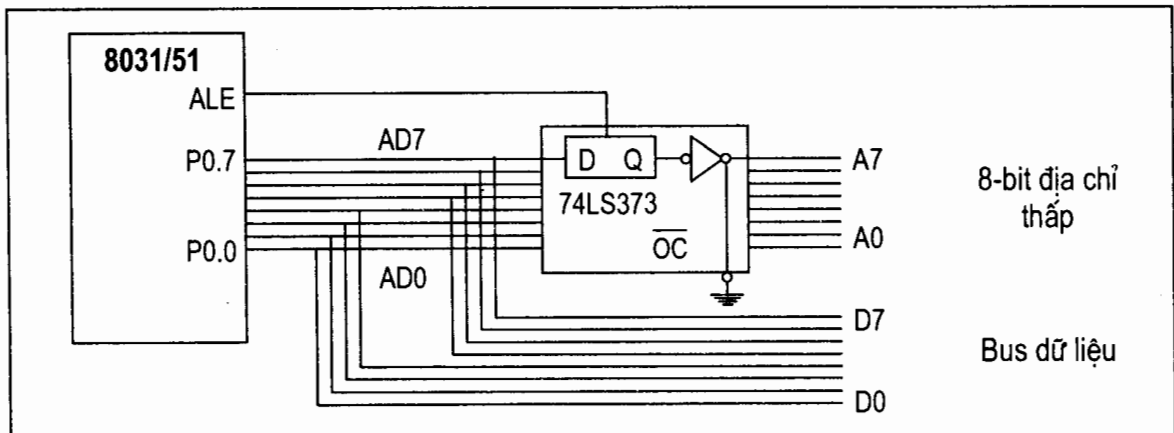 8031/51
ALE
AD7
P0.7
D Q
A7
8-bit địa chỉ
thấp
74LS373
P0.0
OC
A0
AD0
D7
Bus dữ liệu
D0